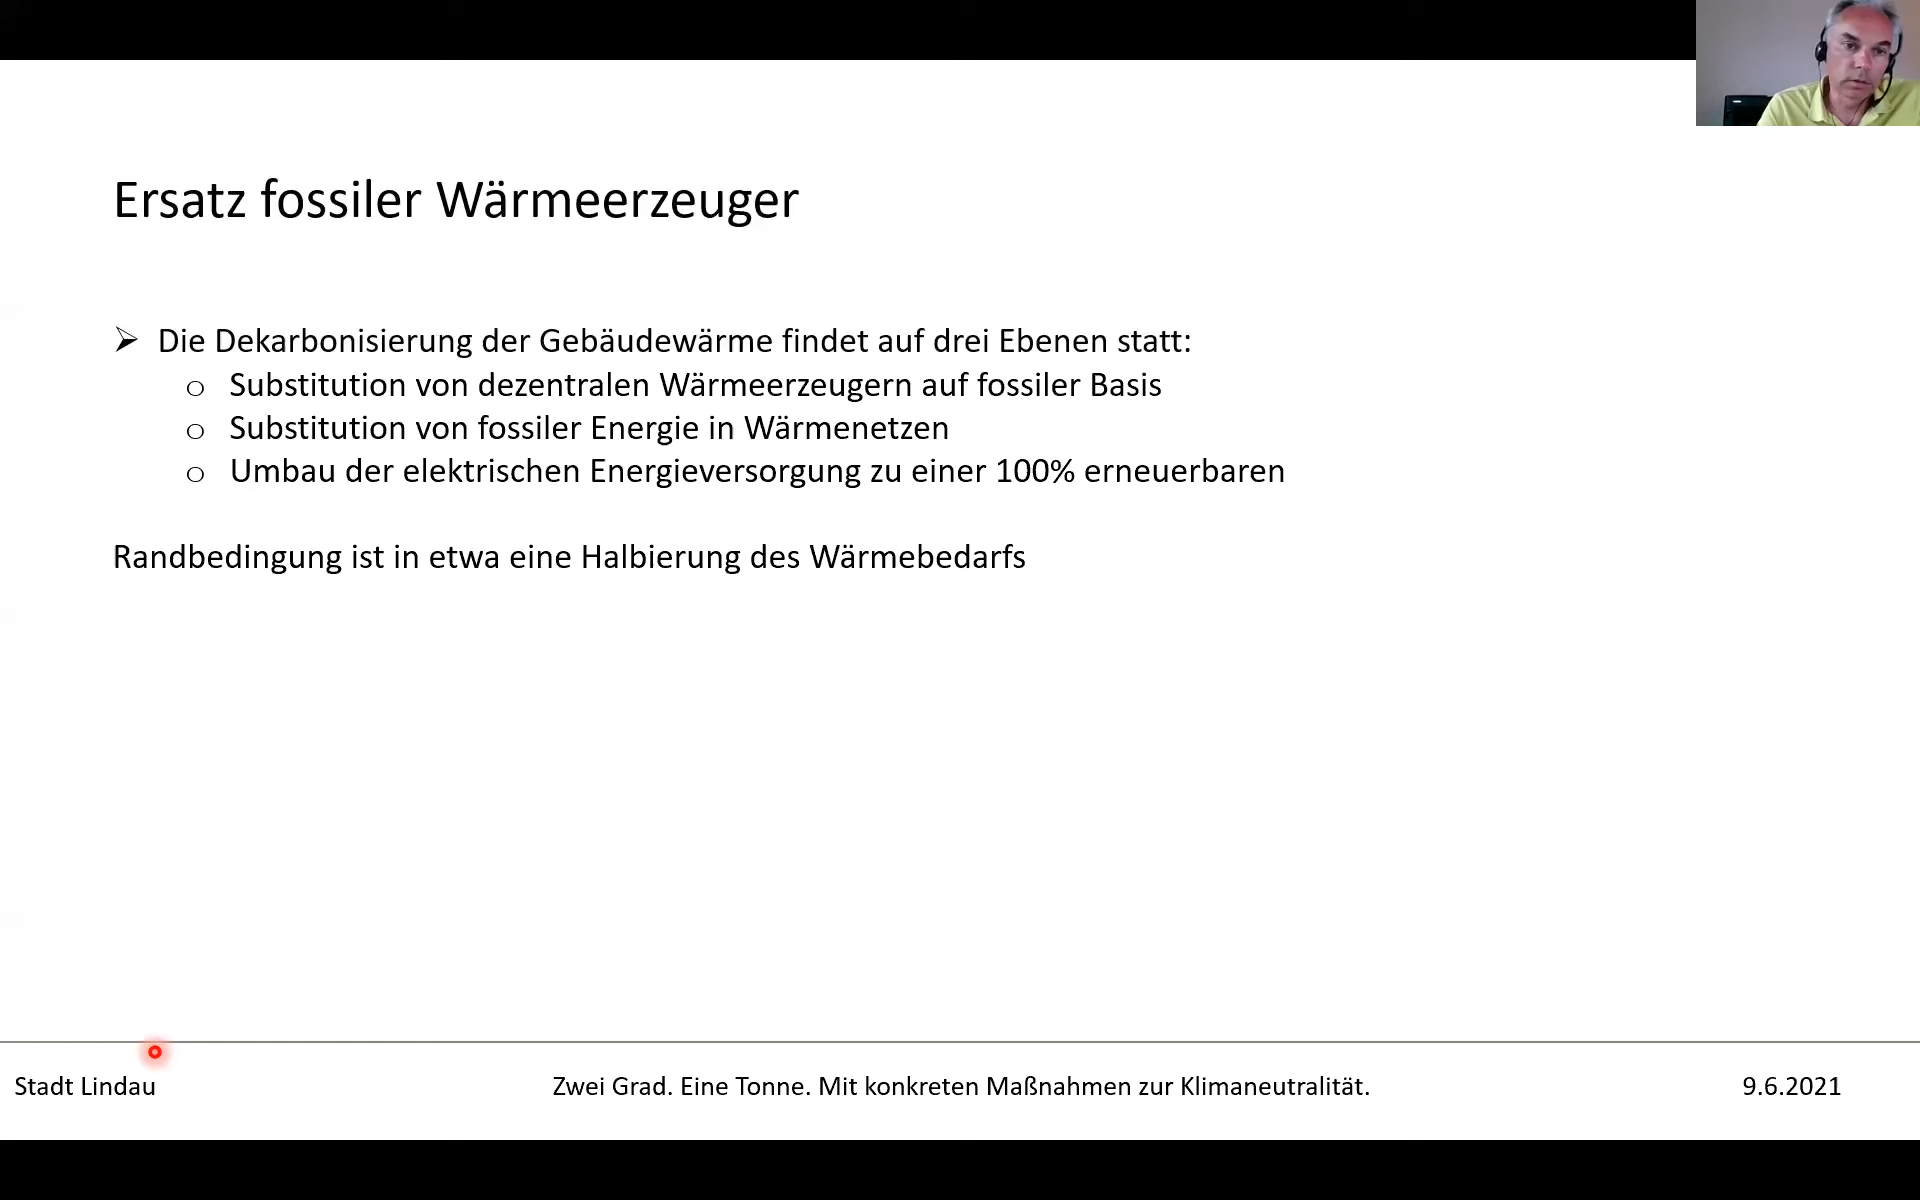 Ersatz fossiler Wärmeerzeuger
Die Dekarbonisierung der Gebäudewärme findet auf drei Ebenen statt:
Substitution von dezentralen Wärmeerzeugern auf fossiler Basis
Substitution von fossiler Energie in Wärmenetzen
Umbau der elektrischen Energieversorgung zu einer 100% erneuerbaren
Randbedingung ist in etwa eine Halbierung des Wärmebedarfs
Stadt Lindau
Zwei Grad. Eine Tonne. Mit konkreten Maßnahmen zur Klimaneutralität.
9.6.2021